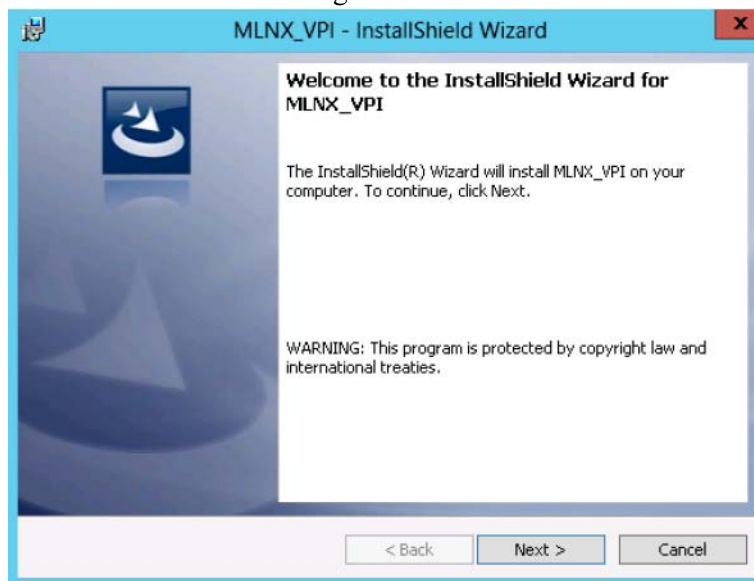 MLNX_VPI - InstallShield Wizard
x
Welcome to the InstallShield Wizard for
MLNX_VPI
The InstallShield(R) Wizard will install MLNX_VPI on your
computer. To continue, click Next.
WARNING: This program is protected by copyright law and
international treaties.
< Back Next > Cancel